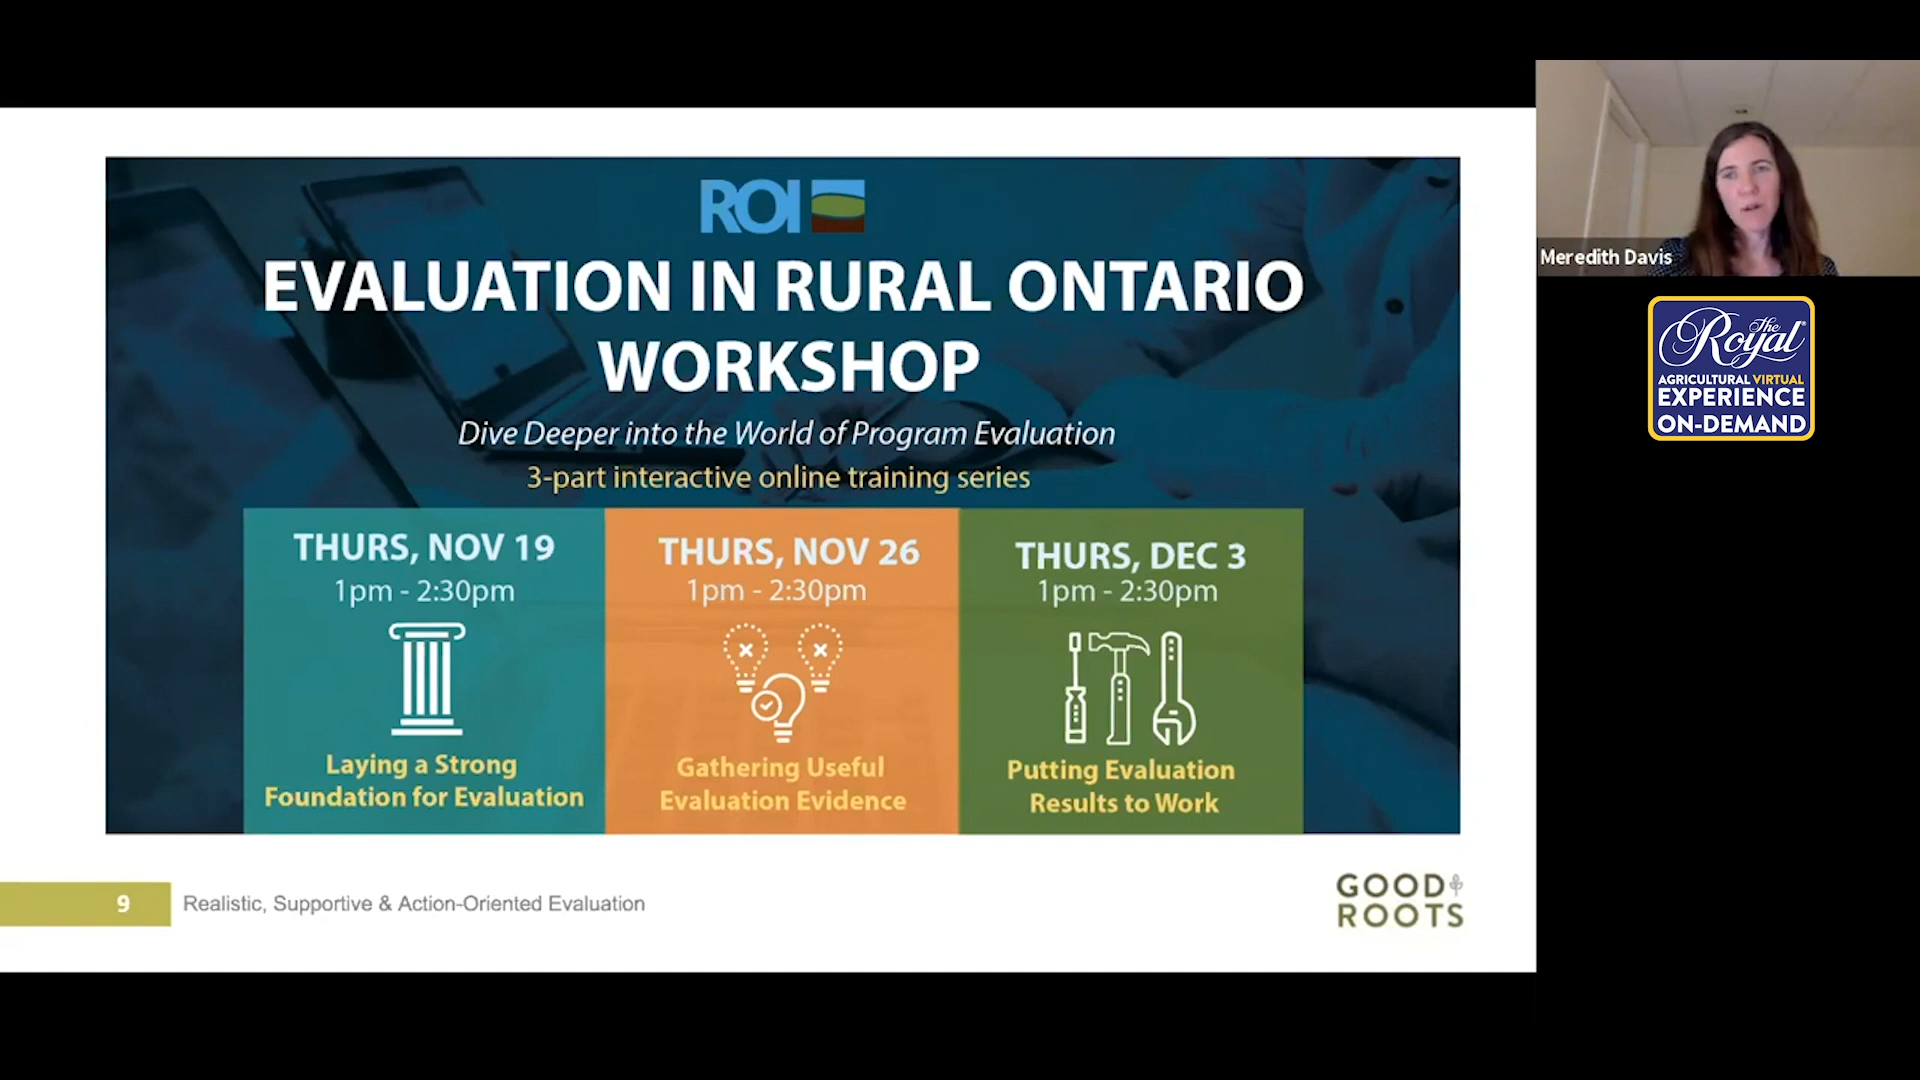 ROI
EVALUATION IN RURAL ONTARIO
WORKSHOP
Dive Deeper into the World of Program Evaluation
3-part interactive online training series
THURS, NOV 19
1pm - 2:30pm
Laying a Strong
Foundation for Evaluation
THURS, NOV 26
1pm - 2:30pm
Gathering Useful
Evaluation Evidence
THURS, DEC 3
1pm - 2:30pm
Putting Evaluation
Results to Work
9
Realistic, Supportive & Action-Oriented Evaluation
GOOD
ROOTS
Meredith Davis
The
Royal
AGRICULTURAL VIRTUAL
EXPERIENCE
ON-DEMAND